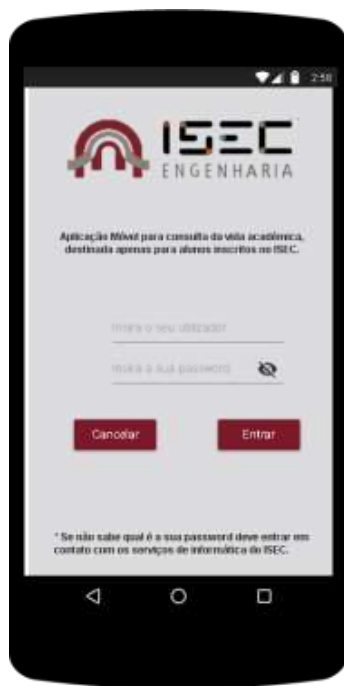 2:58
ISEC
ENGENHARIA
Aplicação Móvel para consulta da vida académica,
destinada apenas para alunos inscritos no ISEC.
Insira o seu utilizador
Insira a sua password
Cancelar
Entrar
* Se não sabe qual é a sua password deve entrar em
contato com os serviços de informática do ISEC.